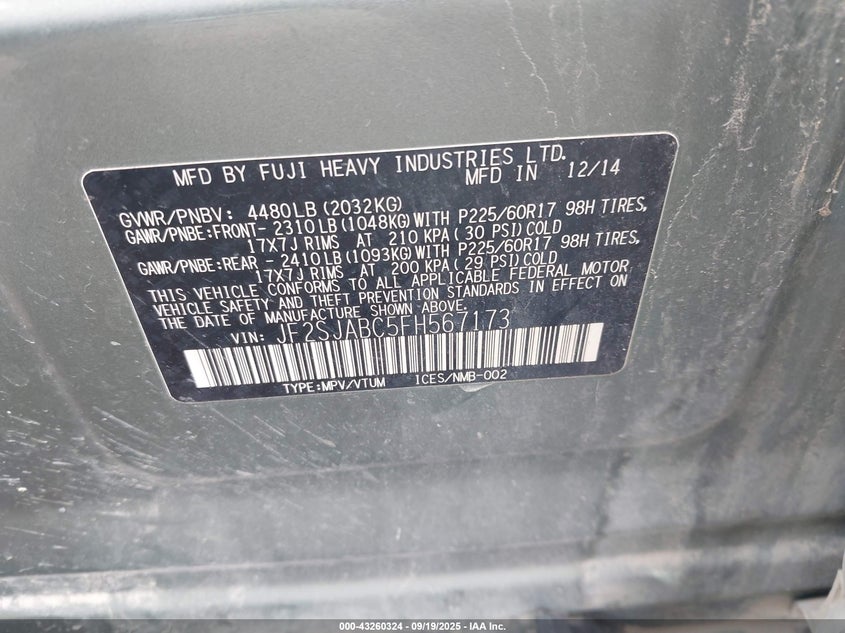 MFD BY FUJI HEAVY INDUSTRIES LTD.
MFD IN 12/14
GVWR/PNBV: 4480LB (2032KG)
GAWR/PNBE:FRONT- 2310LB (1048KG) WITH P225/60R17 98H TIRES,
17X7J RIMS AT 210 KPA (30 PSI) COLD
GAWR/PNBE:REAR - 2410LB (1093KG) WITH P225/60R17 98H TIRES,
17X7J RIMS AT 200 KPA (29 PSI) COLD
THIS VEHICLE CONFORMS TO ALL APPLICABLE FEDERAL MOTOR
VEHICLE SAFETY AND THEFT PREVENTION STANDARDS IN EFFECT ON
THE DATE OF MANUFACTURE SHOWN ABOVE.
VIN: JF2SJABC5FH567173
TYPE:MPV/VTUM ICES/NMB-002
000-43260324 - 09/19/2025 - IAA Inc.